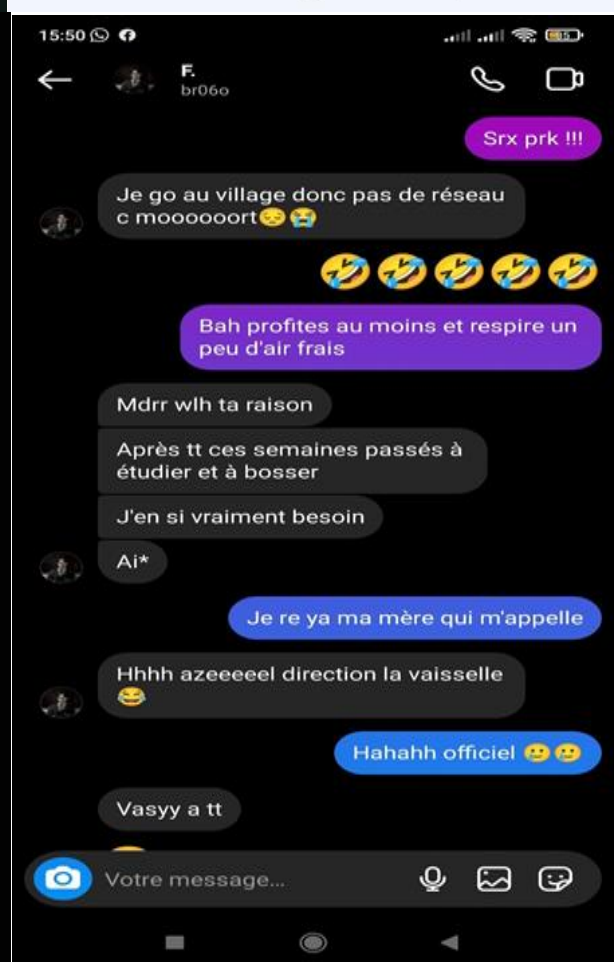 15:50
F.
br06o
Srx prk !!!
Je go au village donc pas de réseau
c moooooort😔😭
🤣🤣🤣🤣🤣
Bah profites au moins et respire un
peu d'air frais
Mdrr wlh ta raison
Après tt ces semaines passés à
étudier et à bosser
J'en si vraiment besoin
Ai*
Je re ya ma mère qui m'appelle
Hhhh azeeeeel direction la vaisselle
😂
Hahahh officiel 🥲🥲
Vasyy a tt
Votre message...